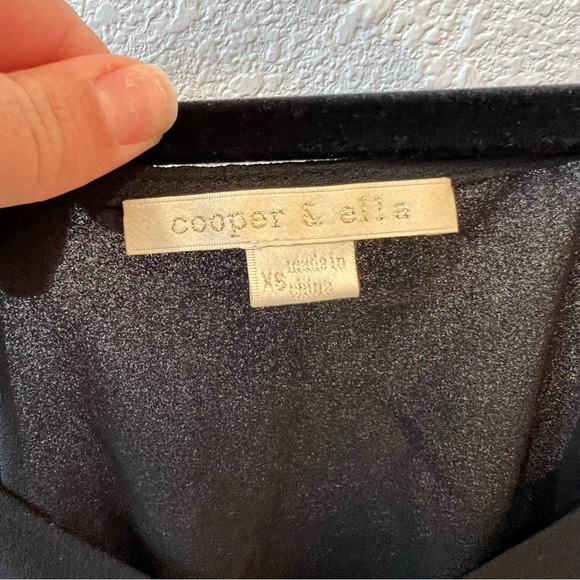 cooper & ella
XS made in
china